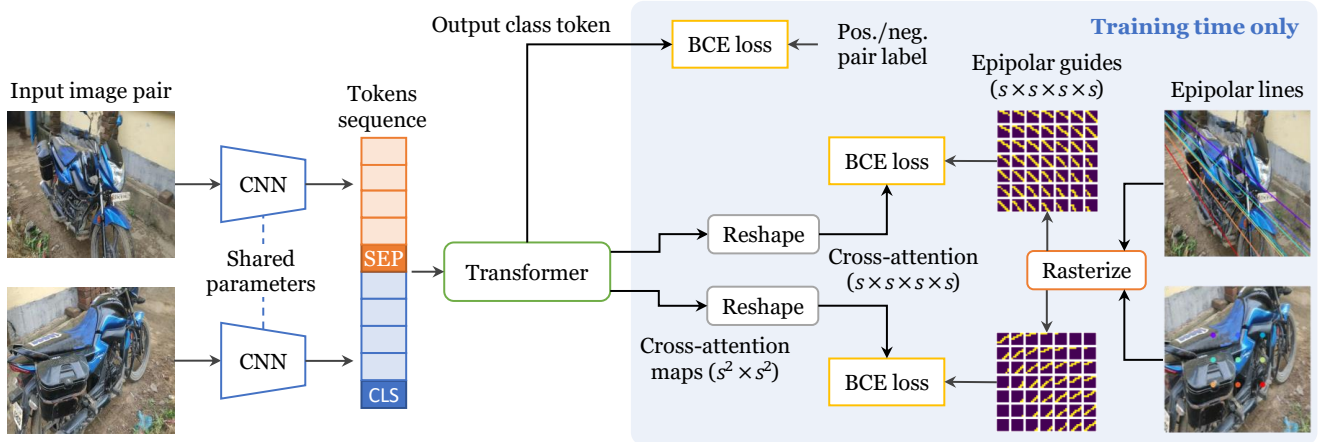 Output class token
BCE loss
Pos./neg.
pair label
Training time only
Input image pair
Tokens
sequence
Epipolar guides
(s×s×s×s)
Epipolar lines
CNN
BCE loss
Shared
parameters
SEP
Transformer
Reshape
Cross-attention
(s×s×s×s)
Rasterize
Reshape
CNN
Cross-attention
maps (s² × s²)
BCE loss
CLS